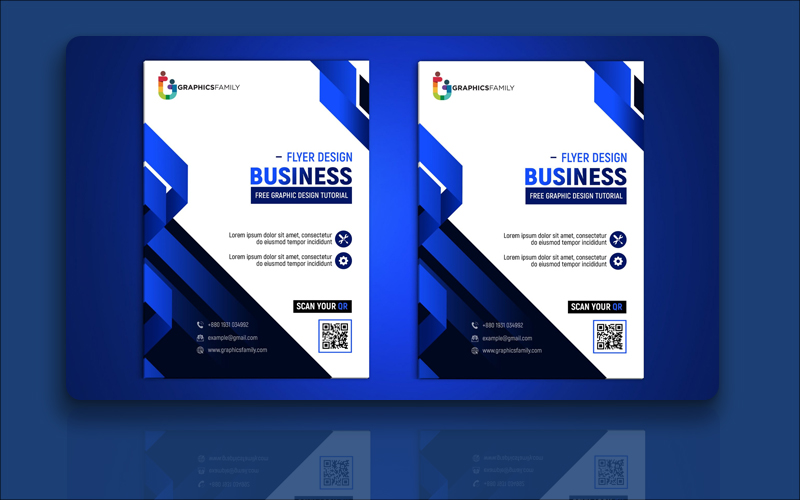 GRAPHICSFAMILY
– FLYER DESIGN
BUSINESS
FREE GRAPHIC DESIGN TUTORIAL
Lorem ipsum dolor sit amet, consectetur
do eiusmod tempor incididunt
Lorem ipsum dolor sit amet, consectetur
do eiusmod tempor incididunt
SCAN YOUR QR
+880 1931 034992
example@gmail.com
www.graphicsfamily.com
GRAPHICSFAMILY
– FLYER DESIGN
BUSINESS
FREE GRAPHIC DESIGN TUTORIAL
Lorem ipsum dolor sit amet, consectetur
do eiusmod tempor incididunt
Lorem ipsum dolor sit amet, consectetur
do eiusmod tempor incididunt
SCAN YOUR QR
+880 1931 034992
example@gmail.com
www.graphicsfamily.com